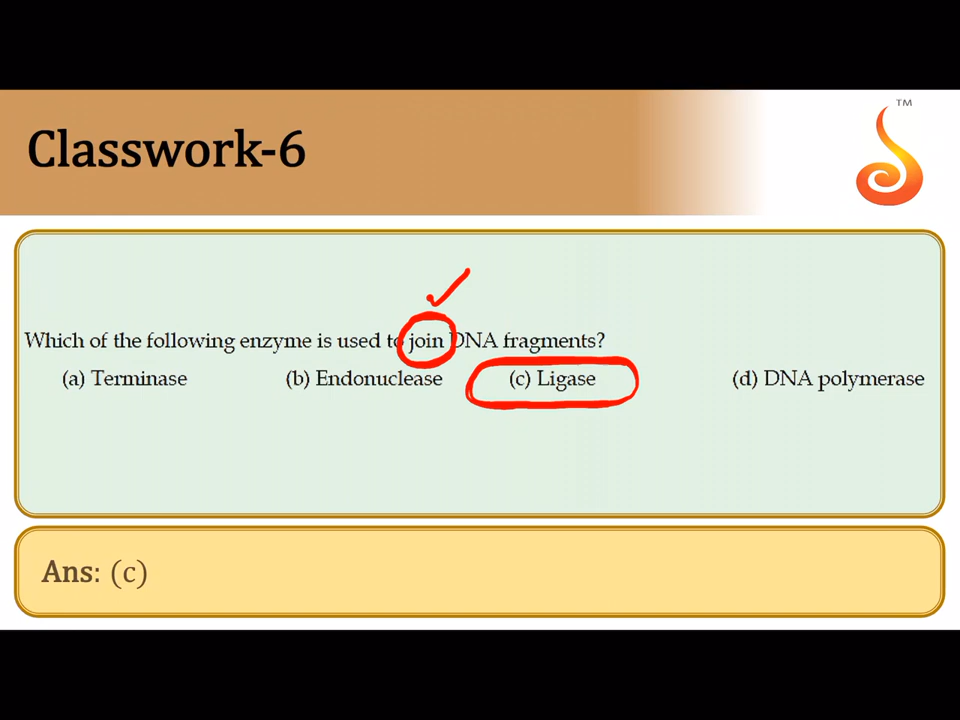 TM
Classwork-6
Which of the following enzyme is used to join DNA fragments?
(a) Terminase (b) Endonuclease (c) Ligase (d) DNA polymerase
Ans: (c)